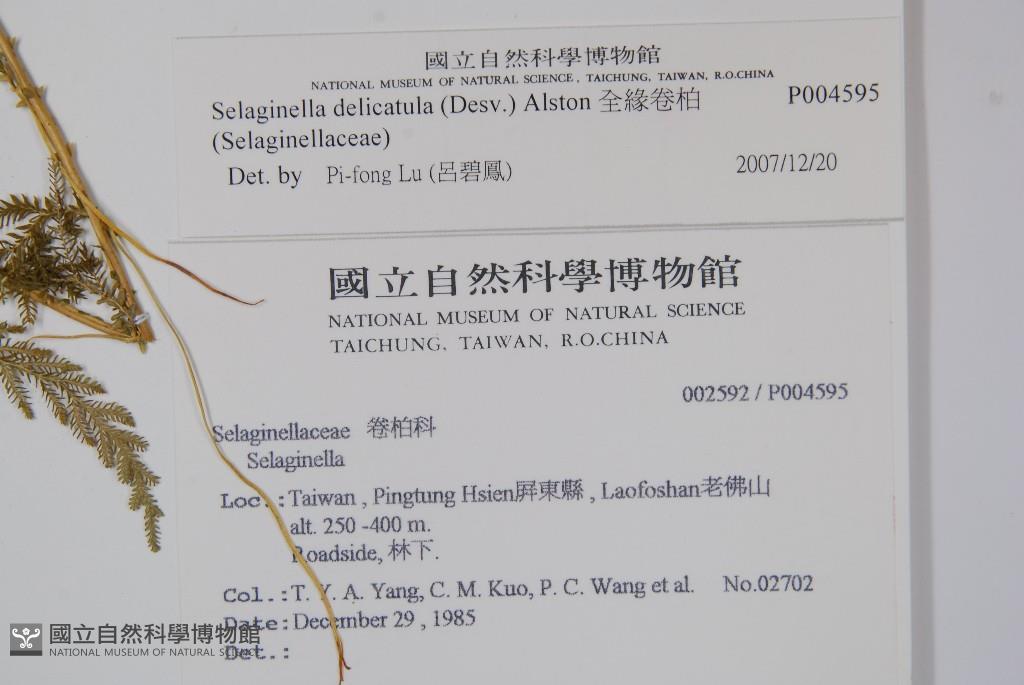 國立自然科學博物館
NATIONAL MUSEUM OF NATURAL SCIENCE, TAICHUNG, TAIWAN, R.O.CHINA
Selaginella delicatula (Desv.) Alston 全緣卷柏 P004595
(Selaginellaceae)
Det. by Pi-fong Lu (呂碧鳳) 2007/12/20
國立自然科學博物館
NATIONAL MUSEUM OF NATURAL SCIENCE
TAICHUNG, TAIWAN, R.O.CHINA
002592 / P004595
Selaginellaceae 卷柏科
Selaginella
Loc.: Taiwan , Pingtung Hsien屏東縣 , Laofoshan老佛山
alt. 250 -400 m.
Roadside, 林下.
Col.: T. Y. A. Yang, C. M. Kuo, P. C. Wang et al. No.02702
Date: December 29 , 1985
Det.:
國立自然科學博物館
NATIONAL MUSEUM OF NATURAL SCIENCE